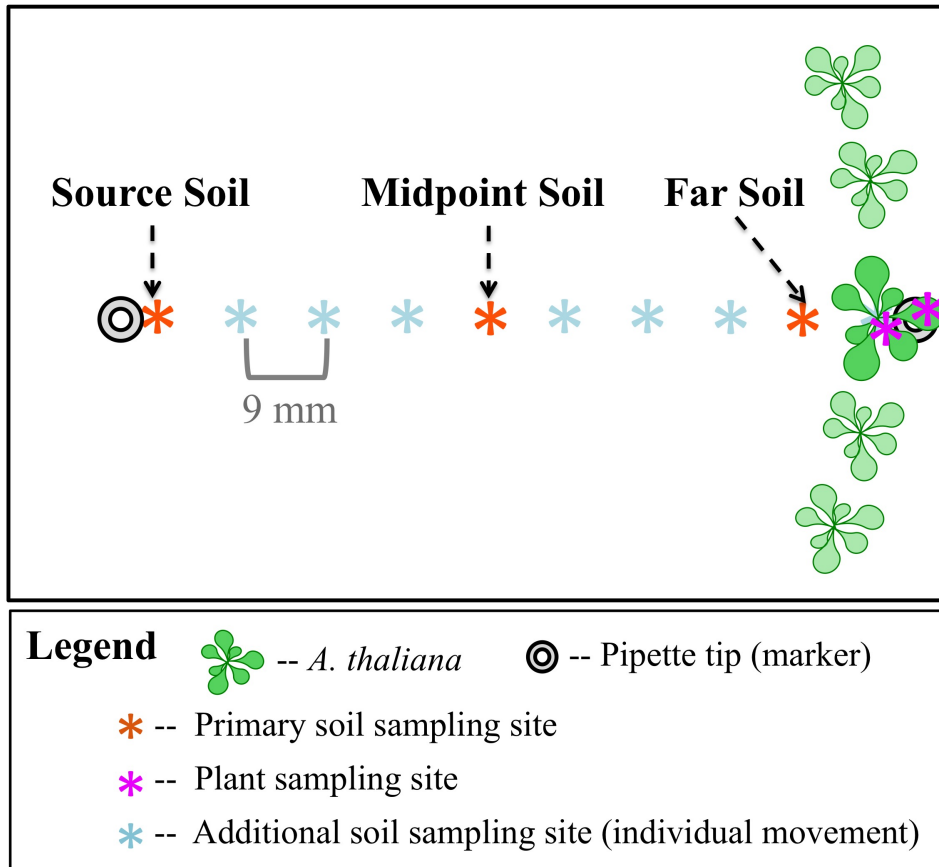 Source Soil
Midpoint Soil
Far Soil
9 mm
Legend
-- A. thaliana
-- Pipette tip (marker)
-- Primary soil sampling site
-- Plant sampling site
-- Additional soil sampling site (individual movement)